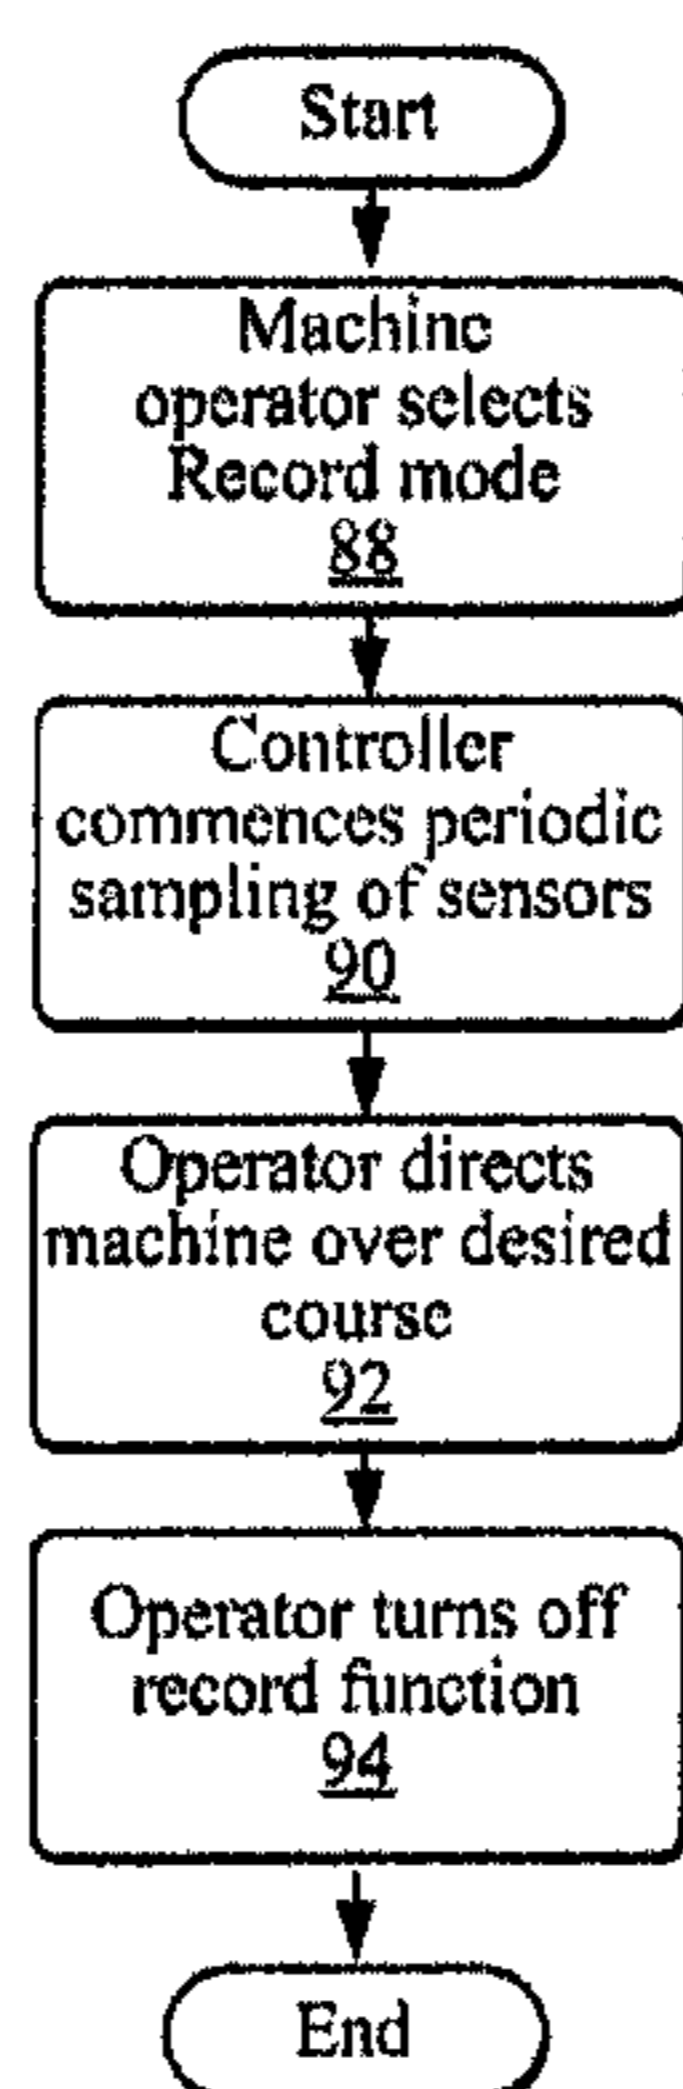 Start
Machine
operator selects
Record mode
88
Controller
commences periodic
sampling of sensors
90
Operator directs
machine over desired
course
92
Operator turns off
record function
94
End